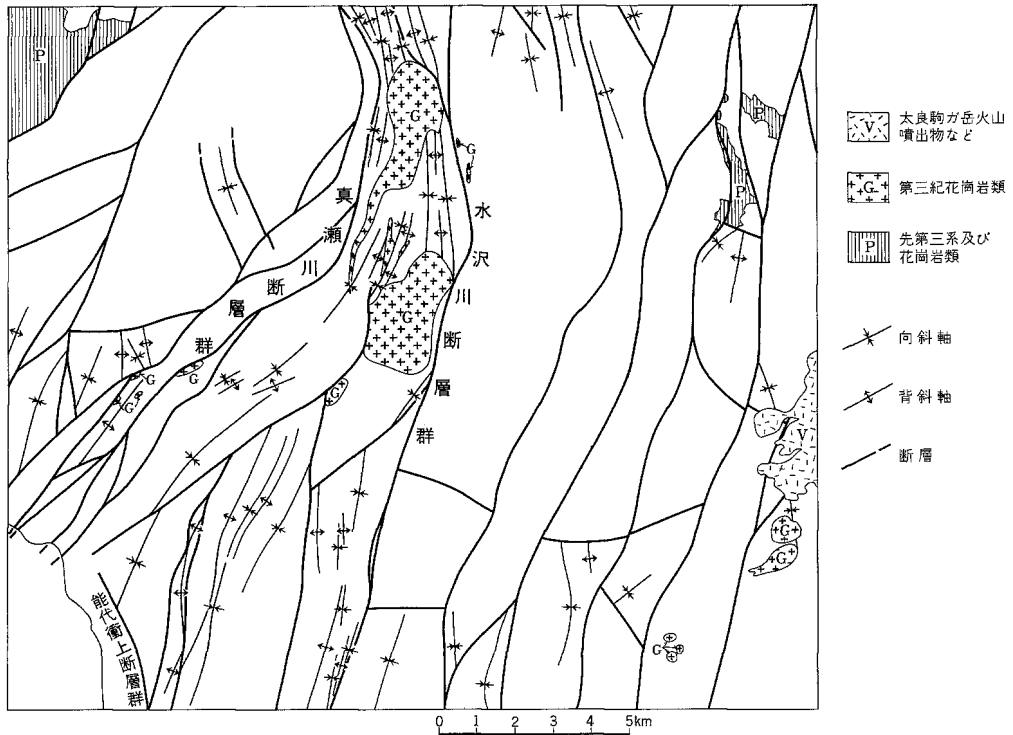 P
G
G
真瀬川断層群
水沢川断層群
P
P
G
G
G
G
G
V
G
G
G
能代衝上断層群
0 1 2 3 4 5km
V 太良駒ガ岳火山
噴出物など
G 第三紀花崗岩類
P 先第三系及び
花崗岩類
向斜軸
背斜軸
断層